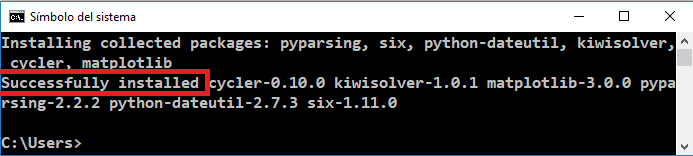 Símbolo del sistema
Installing collected packages: pyparsing, six, python-dateutil, kiwisolver,
cycler, matplotlib
Successfully installed cycler-0.10.0 kiwisolver-1.0.1 matplotlib-3.0.0 pypa
rsing-2.2.2 python-dateutil-2.7.3 six-1.11.0
C:\Users>